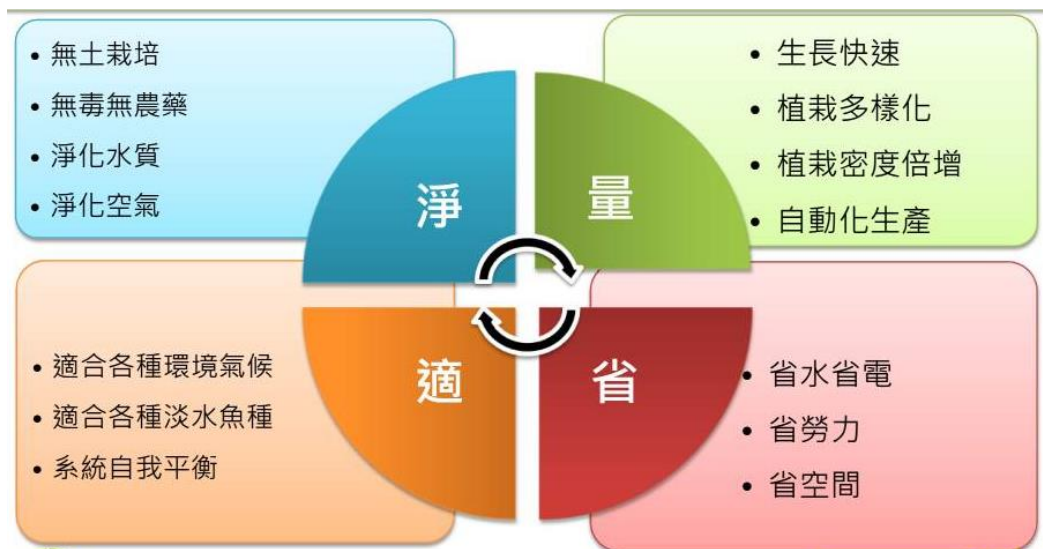 • 無土栽培
• 無毒無農藥
• 淨化水質
• 淨化空氣
淨
量
• 生長快速
• 植栽多樣化
• 植栽密度倍增
• 自動化生產
• 適合各種環境氣候
• 適合各種淡水魚種
• 系統自我平衡
適
省
• 省水省電
• 省勞力
• 省空間